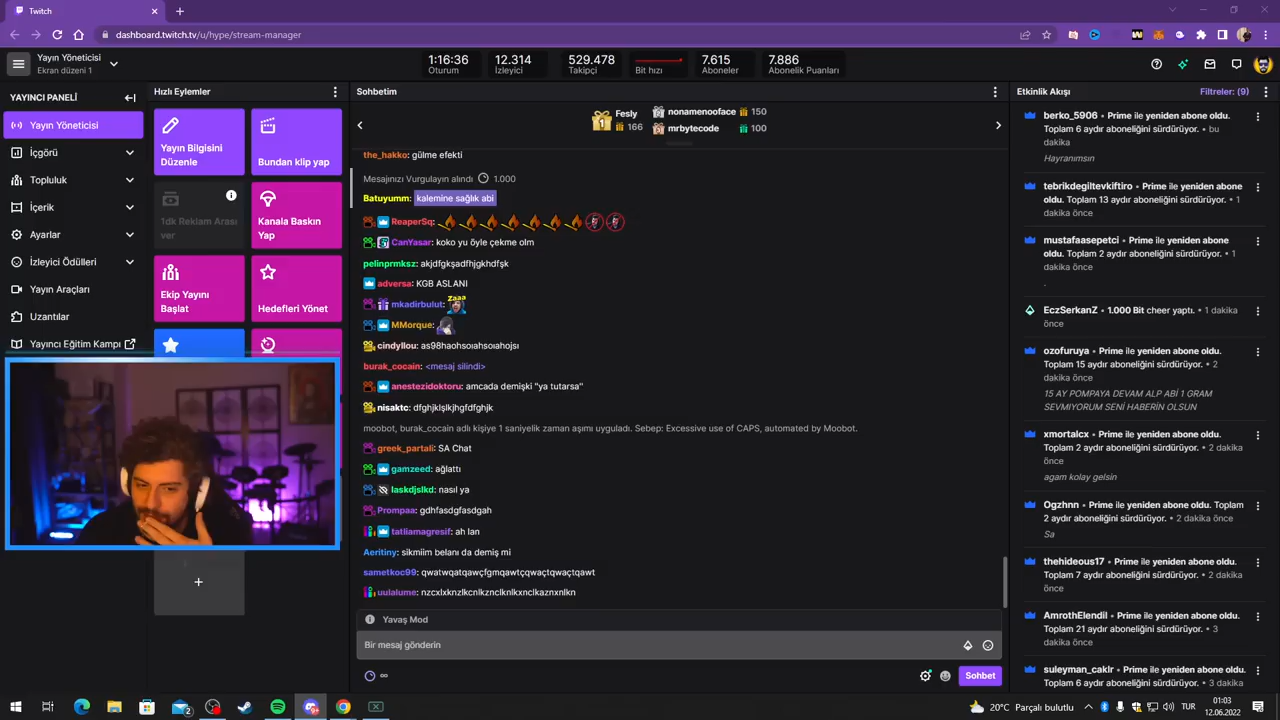 Twitch
dashboard.twitch.tv/u/hype/stream-manager
Yayın Yöneticisi
Ekran düzeni 1
1:16:36
Oturum
12.314
İzleyici
529.478
Takipçi
Bit hızı
7.615
Aboneler
7.886
Abonelik Puanları
YAYINCI PANELİ
Yayın Yöneticisi
İçgörü
Topluluk
İçerik
Ayarlar
İzleyici Ödülleri
Yayın Araçları
Uzantılar
Yayıncı Eğitim Kampı
Hızlı Eylemler
Yayın Bilgisini
Düzenle
Bundan klip yap
1dk Reklam Arası
ver
Kanala Baskın
Yap
Ekip Yayını
Başlat
Hedefleri Yönet
+
Sohbetim
1
Fesly
166
nonamenooface 150
mrbytecode 100
the_hakko: gülme efekti
Mesajınızı Vurgulayın alındı 1.000
Batuyumm: kalemine sağlık abi
ReaperSq:
CanYasar: koko yu öyle çekme olm
pelinprmksz: akjdfgkşadfhjgkhdfşk
adversa: KGB ASLANI
mkadirbulut: zaaa
MMorque:
cindyllou: as98haohsoıahsoıahojsı
burak_cocain: <mesaj silindi>
anestezidoktoru: amcada demişki "ya tutarsa"
nisaktc: dfghjklşlkjhgfdfghjk
moobot, burak_cocain adlı kişiye 1 saniyelik zaman aşımı uyguladı. Sebep: Excessive use of CAPS, automated by Moobot.
greek_partali: SA Chat
gamzeed: ağlattı
laskdjslkd: nasıl ya
Prompaa: gdhfasdgfasdgah
tatliamagresif: ah lan
Aeritiny: sikmiim belanı da demiş mi
sametkoc99: qwatwqatqawçfgmqawtçqwaçtqwaçtqawt
uulalume: nzcxlxknzlkcnlkznclknlkxnclkaznxnlkn
Yavaş Mod
Bir mesaj gönderin
∞
Sohbet
Etkinlik Akışı
Filtreler: (9)
berko_5906 • Prime ile yeniden abone oldu.
Toplam 6 aydır aboneliğini sürdürüyor. • bu
dakika
Hayranımsın
tebrikdegiltevkiftiro • Prime ile yeniden abone
oldu. Toplam 13 aydır aboneliğini sürdürüyor. • 1
dakika önce
mustafaasepetci • Prime ile yeniden abone
oldu. Toplam 2 aydır aboneliğini sürdürüyor. • 1
dakika önce
.
EczSerkanZ • 1.000 Bit cheer yaptı. • 1 dakika
önce
ozofuruya • Prime ile yeniden abone oldu.
Toplam 15 aydır aboneliğini sürdürüyor. • 2
dakika önce
15 AY POMPAYA DEVAM ALP ABİ 1 GRAM
SEVMIYORUM SENİ HABERİN OLSUN
xmortalcx • Prime ile yeniden abone oldu.
Toplam 2 aydır aboneliğini sürdürüyor. • 2 dakika
önce
agam kolay gelsin
Ogzhnn • Prime ile yeniden abone oldu. Toplam
2 aydır aboneliğini sürdürüyor. • 2 dakika önce
Sa
thehideous17 • Prime ile yeniden abone oldu.
Toplam 7 aydır aboneliğini sürdürüyor. • 2 dakika
önce
AmrothElendil • Prime ile yeniden abone oldu.
Toplam 21 aydır aboneliğini sürdürüyor. • 3
dakika önce
suleyman_caklr • Prime ile yeniden abone oldu.
Toplam 6 aydır aboneliğini sürdürüyor. • 3 dakika
20°C Parçalı bulutlu
TUR
01:03
12.06.2022